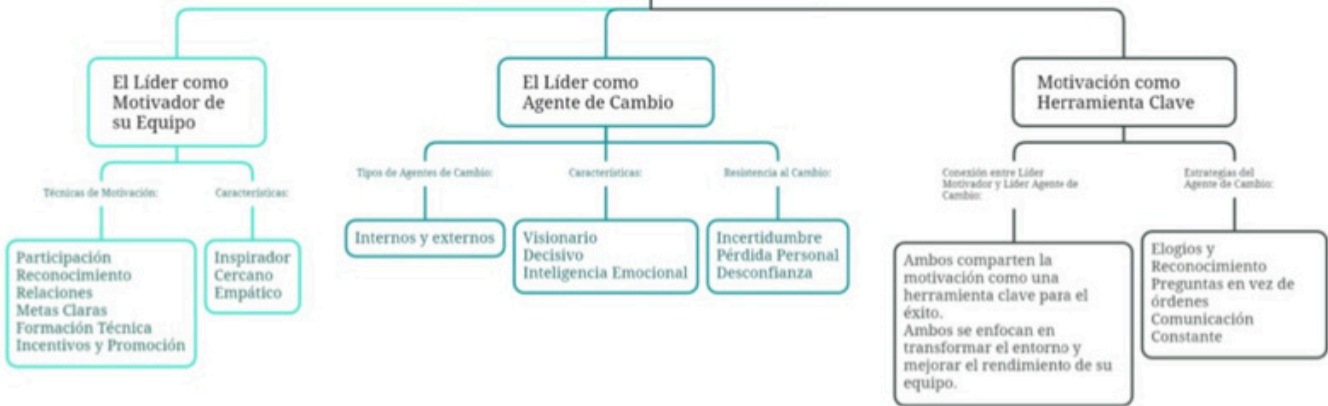 El Líder como
Motivador de
su Equipo
Técnicas de Motivación:
Participación
Reconocimiento
Relaciones
Metas Claras
Formación Técnica
Incentivos y Promoción
Características:
Inspirador
Cercano
Empático
El Líder como
Agente de Cambio
Tipos de Agentes de Cambio:
Internos y externos
Características:
Visionario
Decisivo
Inteligencia Emocional
Resistencia al Cambio:
Incertidumbre
Pérdida Personal
Desconfianza
Motivación como
Herramienta Clave
Conexión entre Líder
Motivador y Líder Agente de
Cambio:
Ambos comparten la
motivación como una
herramienta clave para el
éxito.
Ambos se enfocan en
transformar el entorno y
mejorar el rendimiento de su
equipo.
Estrategias del
Agente de Cambio:
Elogios y
Reconocimiento
Preguntas en vez de
órdenes
Comunicación
Constante